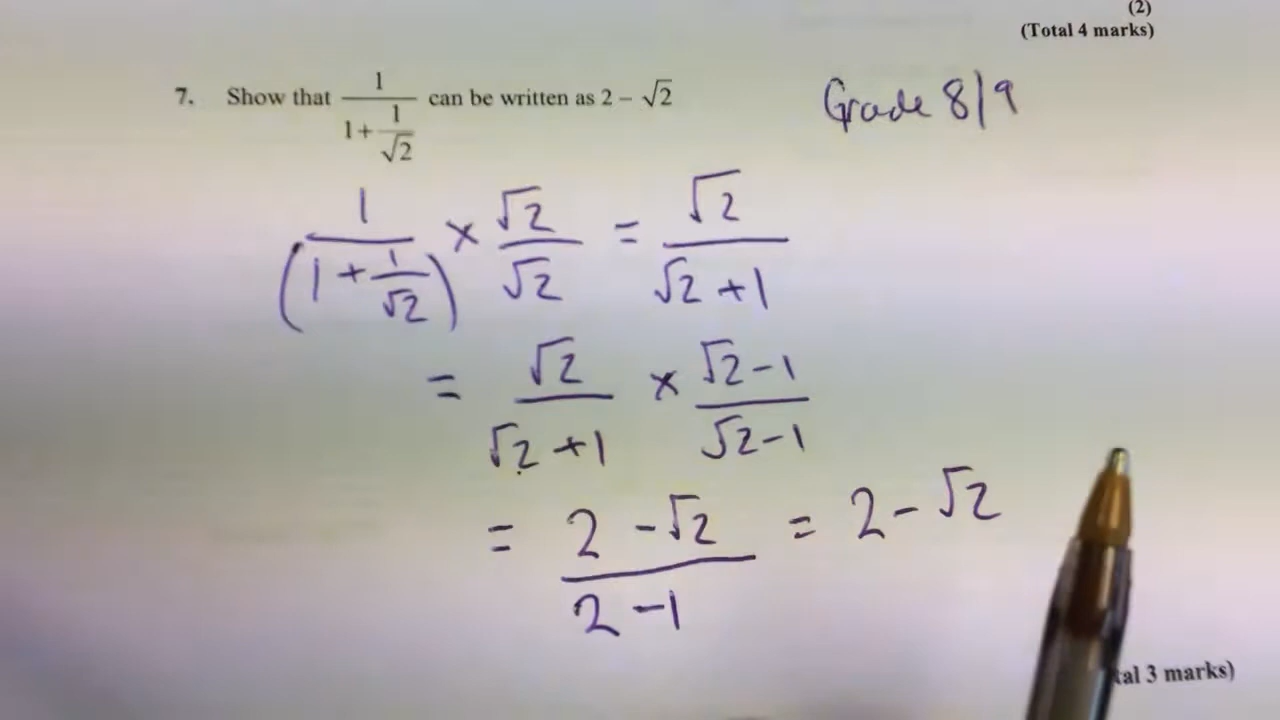 (2)
(Total 4 marks)
7. Show that 1/(1+1/√2) can be written as 2 – √2
Grade 8/9
1/(1+1/√2) × √2/√2 = √2/(√2+1)
= √2/(√2+1) × (√2-1)/(√2-1)
= (2-√2)/(2-1) = 2-√2
tal 3 marks)